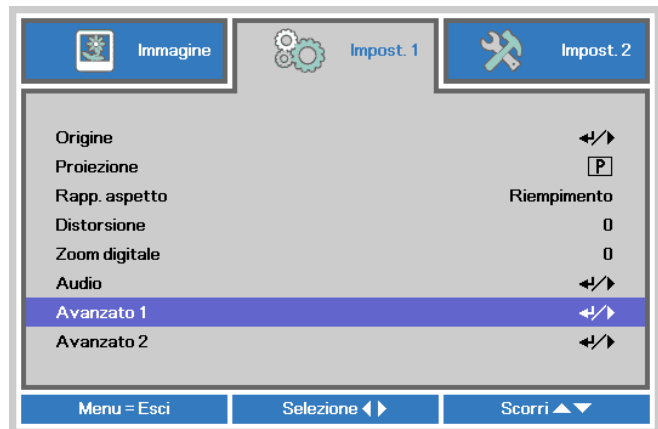 Immagine Impost. 1 Impost. 2
Origine
Proiezione P
Rapp. aspetto Riempimento
Distorsione 0
Zoom digitale 0
Audio
Avanzato 1
Avanzato 2
Menu = Esci Selezione Scorri